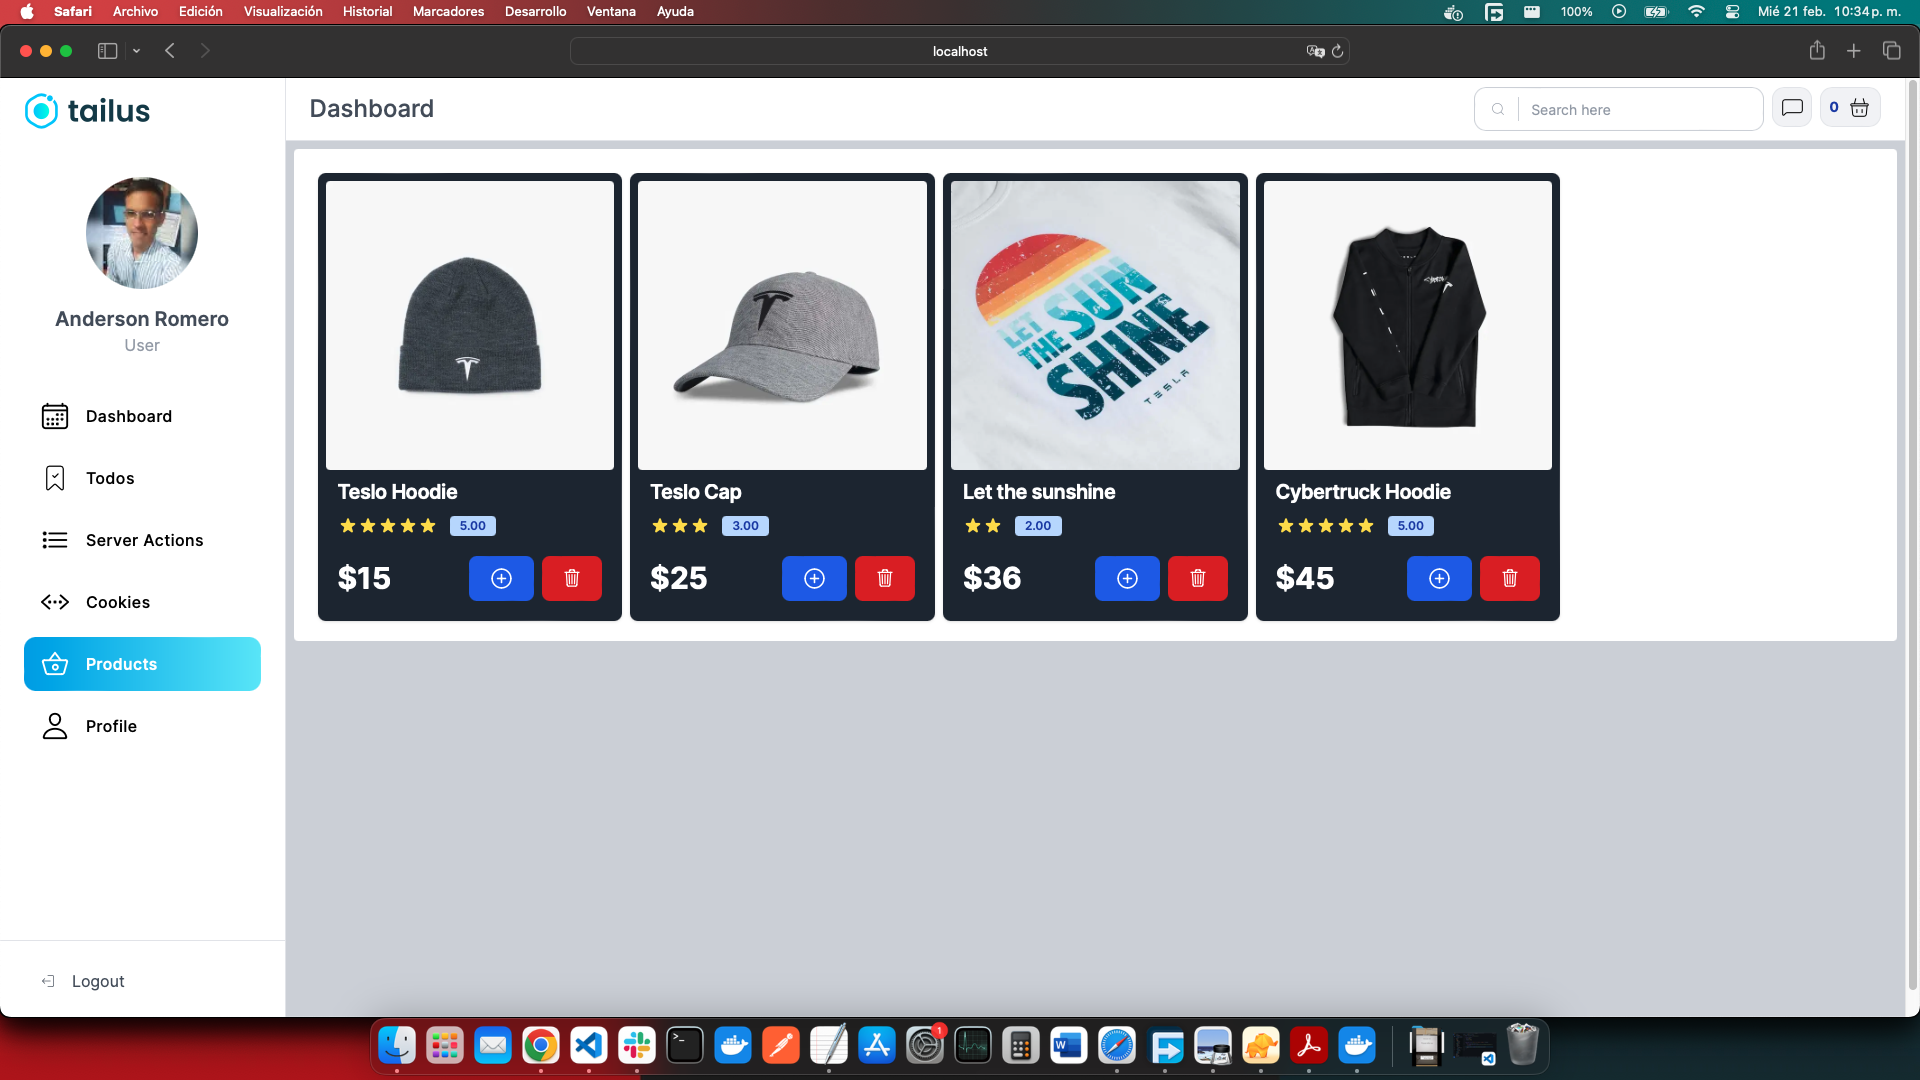 Safari Archivo Edición Visualización Historial Marcadores Desarrollo Ventana Ayuda 100% Mié 21 feb. 10:34 p. m.
localhost
tailus
Dashboard
Search here
0
Anderson Romero
User
Dashboard
Todos
Server Actions
Cookies
Products
Profile
Logout
LET THE SUN SHINE
TESLA
Teslo Hoodie
5.00
$15
Teslo Cap
3.00
$25
Let the sunshine
2.00
$36
Cybertruck Hoodie
5.00
$45
1